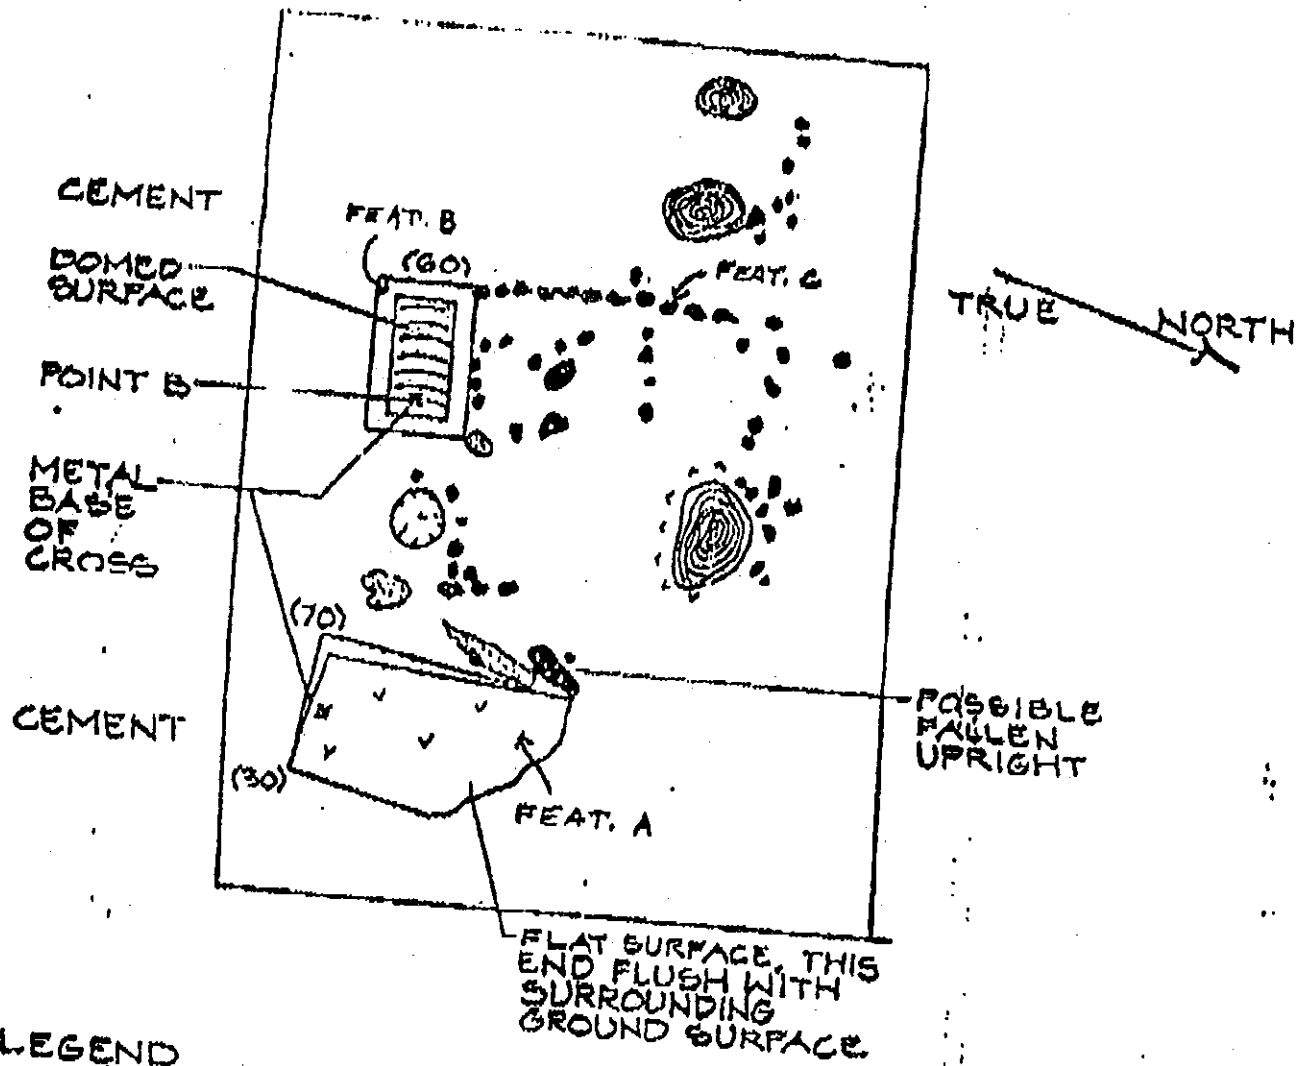 CEMENT
FEAT. B
DOMED
SURFACE
(60)
FEAT. C
TRUE NORTH
POINT B
METAL
BASE
OF
CROSS
(70)
CEMENT
(30)
POSSIBLE
FALLEN
UPRIGHT
FEAT. A
FLAT SURFACE. THIS
END FLUSH WITH
SURROUNDING
GROUND SURFACE.
LEGEND